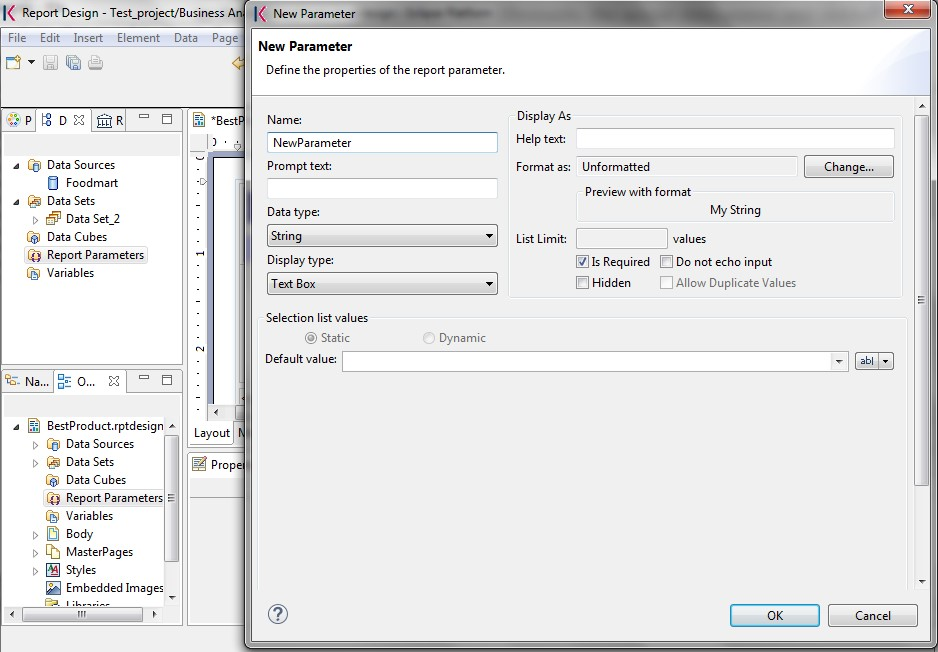 Report Design - Test_project/Business Ana
File Edit Insert Element Data Page
P D R
Data Sources
Foodmart
Data Sets
Data Set_2
Data Cubes
Report Parameters
Variables
Na... O...
BestProduct.rptdesign
Data Sources
Data Sets
Data Cubes
Report Parameters
Variables
Body
MasterPages
Styles
Embedded Images
Libraries
*BestP
1
2
Layout M
Proper
New Parameter
New Parameter
Define the properties of the report parameter.
Name:
NewParameter
Prompt text:
Data type:
String
Display type:
Text Box
Display As
Help text:
Format as: Unformatted Change...
Preview with format
My String
List Limit: values
Is Required Do not echo input
Hidden Allow Duplicate Values
Selection list values
Static Dynamic
Default value: ab|
?
OK Cancel